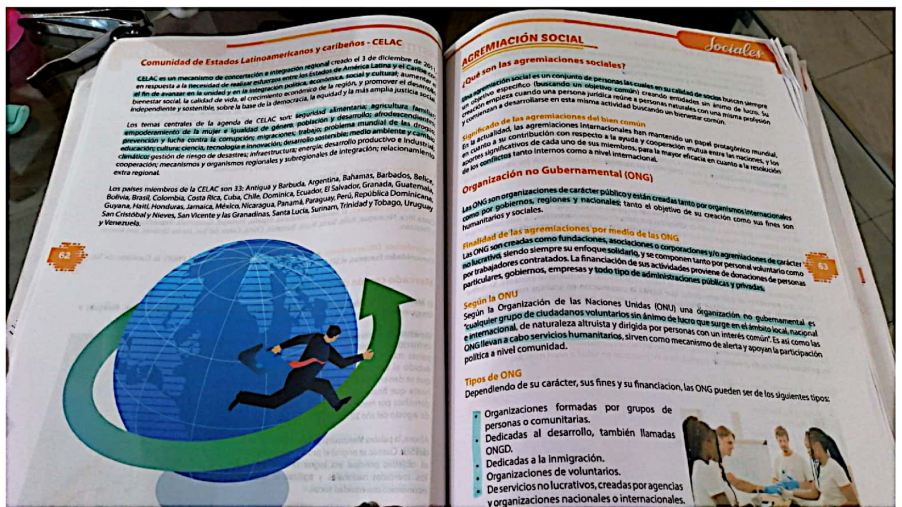 Comunidad de Estados Latinoamericanos y caribeños - CELAC
CELAC es un mecanismo de concertación e integración regional creado el 3 de diciembre de 2011,
en respuesta a la necesidad de aunar esfuerzos entre los Estados de América Latina y el Caribe con
el fin de avanzar en la unidad y en la integración política, económica, social y cultural; aumentar el
bienestar social, la calidad de vida, el crecimiento económico de la región, y promover el desarrollo
independiente y sostenible, sobre la base de la democracia, la equidad y la más amplia justicia social.
Los temas centrales de la agenda de CELAC son: seguridad alimentaria; agricultura familiar;
empoderamiento de la mujer e igualdad de género; población y desarrollo; afrodescendientes;
prevención y lucha contra la corrupción; migraciones; trabajo; problema mundial de las drogas;
educación; cultura; ciencia, tecnología e innovación; desarrollo sostenible; medio ambiente y cambio
climático; gestión de riesgo de desastres; infraestructura; energía; desarrollo productivo e industrial;
cooperación; mecanismos y organismos regionales y subregionales de integración; relacionamiento
extra regional.
Los países miembros de la CELAC son 33: Antigua y Barbuda, Argentina, Bahamas, Barbados, Belice,
Bolivia, Brasil, Colombia, Costa Rica, Cuba, Chile, Dominica, Ecuador, El Salvador, Granada, Guatemala,
Guyana, Haití, Honduras, Jamaica, México, Nicaragua, Panamá, Paraguay, Perú, República Dominicana,
San Cristóbal y Nieves, San Vicente y las Granadinas, Santa Lucía, Surinam, Trinidad y Tobago, Uruguay
y Venezuela.
62
Sociales
AGREMIACIÓN SOCIAL
¿Qué son las agremiaciones sociales?
Un agremiación social es un conjunto de personas las cuales en su calidad de socias buscan siempre
un objetivo específico (buscando un objetivo común) creando entidades sin ánimo de lucro. Su
creación empieza cuando una persona jurídica reúne a personas naturales con una misma profesión
y comienza a desarrollarse en esta misma actividad buscando un bienestar común.
Significado de las agremiaciones del bien común
En la actualidad, las agremiaciones internacionales han mantenido un papel protagónico mundial,
en cuanto a su contribución con respecto a la ayuda y cooperación mutua entre las naciones, y los
aportes significativos de cada uno de sus miembros, para la mayor eficacia en cuanto a la resolución
de los conflictos tanto internos como a nivel internacional.
Organización no Gubernamental (ONG)
Las ONG son organizaciones de carácter público y están creadas tanto por organismos internacionales
como por gobiernos, regiones y nacionales; tanto el objetivo de su creación como sus fines son
humanitarios y sociales.
Finalidad de las agremiaciones por medio de las ONG
Las ONG son creadas como fundaciones, asociaciones o corporaciones y/o agremiaciones de carácter
no lucrativo, siendo siempre su enfoque solidario, y se componen tanto por personal voluntario como
por trabajadores contratados. La financiación de sus actividades proviene de donaciones de personas
particulares, gobiernos, empresas y todo tipo de administraciones públicas y privadas.
63
Según la ONU
Según la Organización de las Naciones Unidas (ONU) una organización no gubernamental es
"cualquier grupo de ciudadanos voluntarios sin ánimo de lucro que surge en el ámbito local, nacional
e internacional, de naturaleza altruista y dirigida por personas con un interés común". Es así como las
ONG llevan a cabo servicios humanitarios, sirven como mecanismo de alerta y apoyan la participación
política a nivel comunidad.
Tipos de ONG
Dependiendo de su carácter, sus fines y su financiacion, las ONG pueden ser de los siguientes tipos:
• Organizaciones formadas por grupos de
personas o comunitarias.
• Dedicadas al desarrollo, también llamadas
ONGD.
• Dedicadas a la inmigración.
• Organizaciones de voluntarios.
• De servicios no lucrativos, creadas por agencias
y organizaciones nacionales o internacionales.